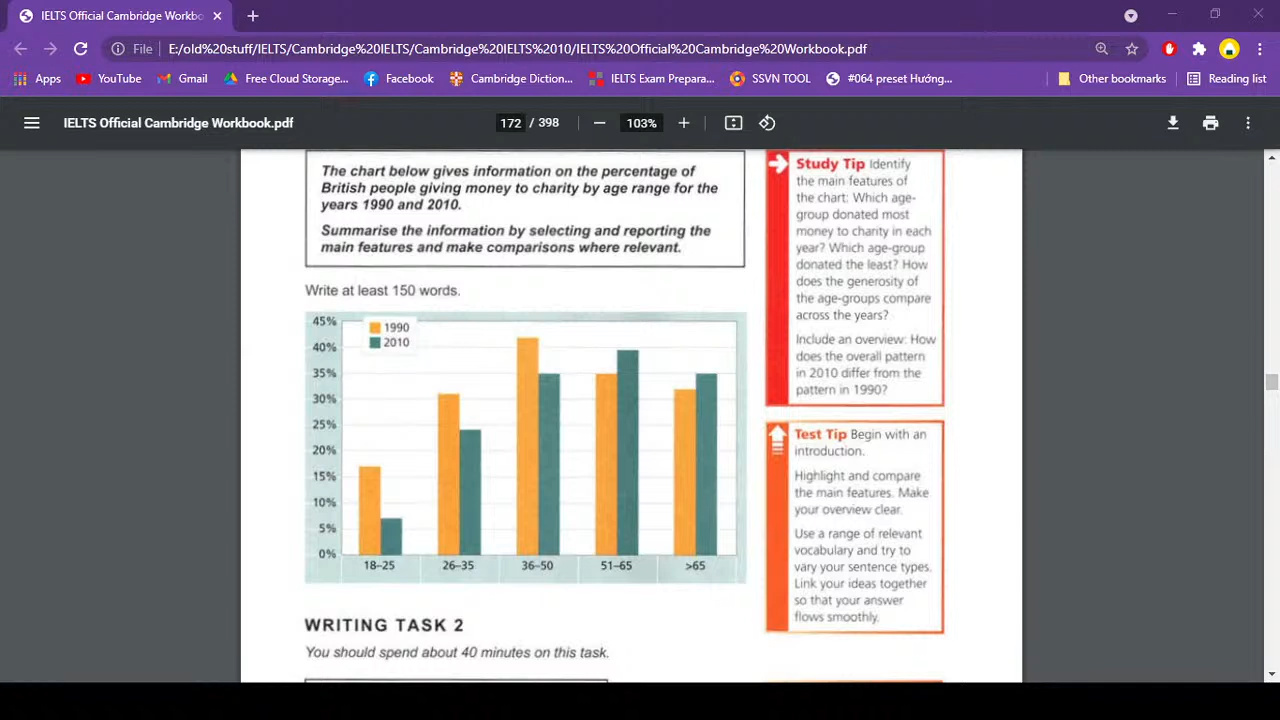 IELTS Official Cambridge Workbo
File
E:/old%20stuff/IELTS/Cambridge%20IELTS/Cambridge%20IELTS%2010/IELTS%20Official%20Cambridge%20Workbook.pdf
Apps YouTube Gmail Free Cloud Storage... Facebook Cambridge Diction... IELTS Exam Prepara... SSVN TOOL #064 preset Hướng... Other bookmarks Reading list
IELTS Official Cambridge Workbook.pdf 172 / 398 103%
The chart below gives information on the percentage of
British people giving money to charity by age range for the
years 1990 and 2010.
Summarise the information by selecting and reporting the
main features and make comparisons where relevant.
Write at least 150 words.
45%
40%
35%
30%
25%
20%
15%
10%
5%
0%
1990
2010
18–25 26–35 36–50 51–65 >65
WRITING TASK 2
You should spend about 40 minutes on this task.
Study Tip Identify
the main features of
the chart: Which age-
group donated most
money to charity in each
year? Which age-group
donated the least? How
does the generosity of
the age-groups compare
across the years?
Include an overview: How
does the overall pattern
in 2010 differ from the
pattern in 1990?
Test Tip Begin with an
introduction.
Highlight and compare
the main features. Make
your overview clear.
Use a range of relevant
vocabulary and try to
vary your sentence types.
Link your ideas together
so that your answer
flows smoothly.